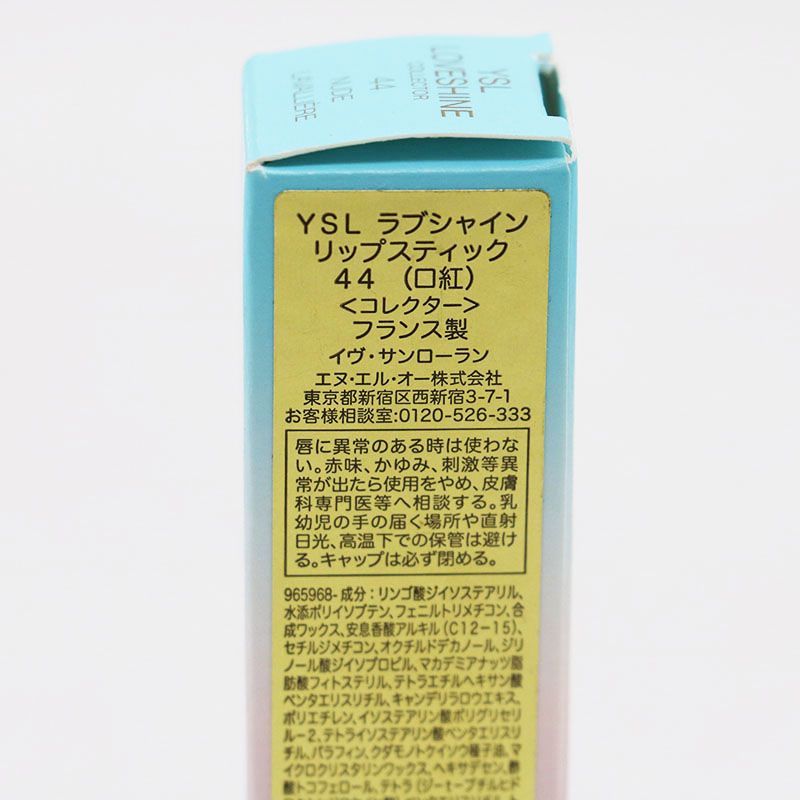 YSL
LOVESHINE
COLLECTOR
44
NUDE
LAVALLIERE
YSL ラブシャイン
リップスティック
44 (口紅)
<コレクター>
フランス製
イヴ・サンローラン
エヌ・エル・オー株式会社
東京都新宿区西新宿3-7-1
お客様相談室:0120-526-333
唇に異常のある時は使わな
い。赤味、かゆみ、刺激等異
常が出たら使用をやめ、皮膚
科専門医等へ相談する。乳
幼児の手の届く場所や直射
日光、高温下での保管は避け
る。キャップは必ず閉める。
965968-成分:リンゴ酸ジイソステアリル、
水添ポリイソブテン、フェニルトリメチコン、合
成ワックス、安息香酸アルキル(C12-15)、
セチルジメチコン、オクチルドデカノール、ジリ
ノール酸ジイソプロピル、マカデミアナッツ脂
肪酸フィトステリル、テトラエチルヘキサン酸
ペンタエリスリチル、キャンデリラロウエキス、
ポリエチレン、イソステアリン酸ポリグリセリ
ル-2、テトライソステアリン酸ペンタエリスリ
チル、パラフィン、クダモノトケイソウ種子油、マ
イクロクリスタリンワックス、ヘキサデセン、酢
酸トコフェロール、テトラ(ジ-t-ブチルヒド